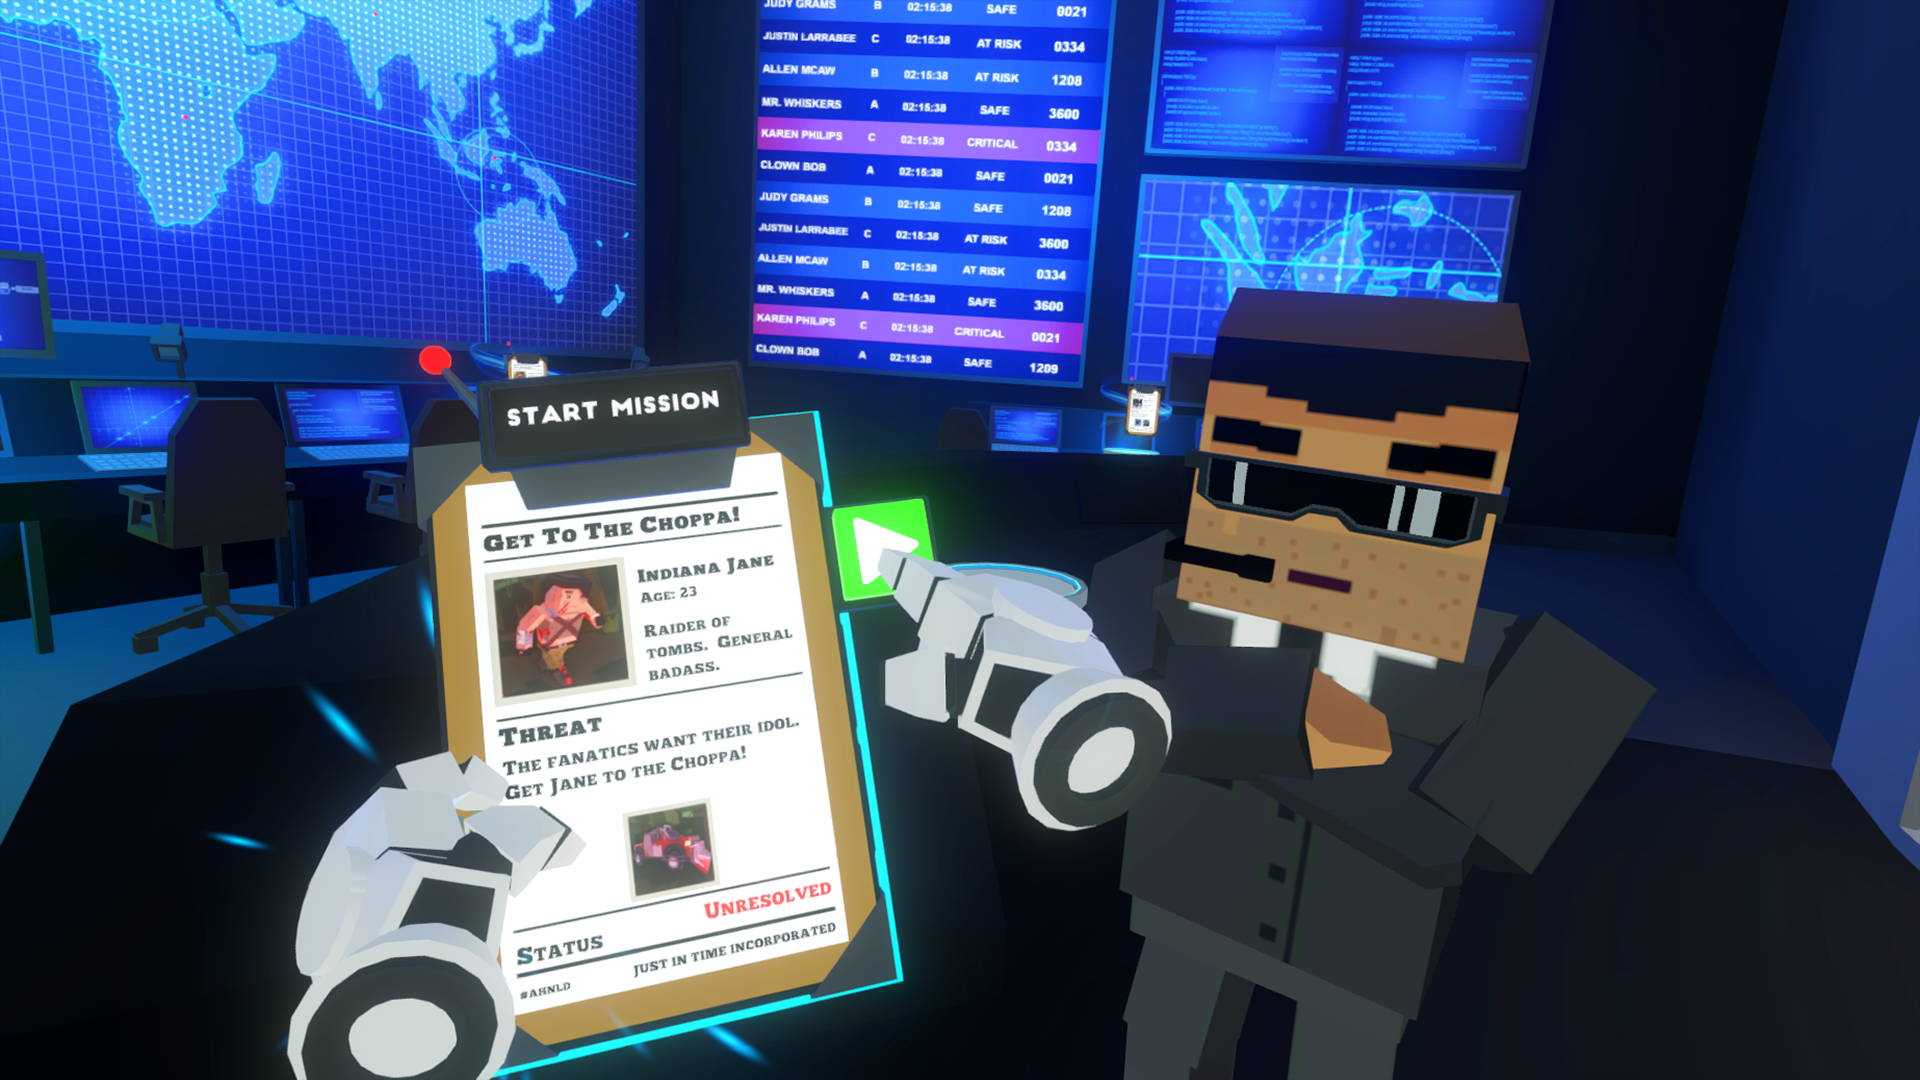 JUDY GRAMS B 02:15:38 SAFE 0021
JUSTIN LARRABEE C 02:15:38 AT RISK 0334
ALLEN MCAW B 02:15:38 AT RISK 1208
MR. WHISKERS A 02:15:38 SAFE 3600
KAREN PHILIPS C 02:15:38 CRITICAL 0334
CLOWN BOB A 02:15:38 SAFE 0021
JUDY GRAMS B 02:15:38 SAFE 1208
JUSTIN LARRABEE C 02:15:38 AT RISK 3600
ALLEN MCAW B 02:15:38 AT RISK 0334
MR. WHISKERS A 02:15:38 SAFE 3600
KAREN PHILIPS C 02:15:38 CRITICAL 0021
CLOWN BOB A 02:15:38 SAFE 1209
START MISSION
GET TO THE CHOPPA!
INDIANA JANE
AGE: 23
RAIDER OF
TOMBS. GENERAL
BADASS.
THREAT
THE FANATICS WANT THEIR IDOL.
GET JANE TO THE CHOPPA!
UNRESOLVED
STATUS
JUST IN TIME INCORPORATED
#AHNLD